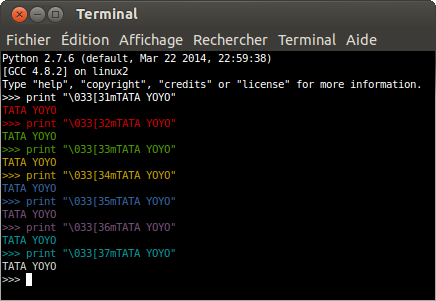 Terminal
Fichier Édition Affichage Rechercher Terminal Aide
Python 2.7.6 (default, Mar 22 2014, 22:59:38)
[GCC 4.8.2] on linux2
Type "help", "copyright", "credits" or "license" for more information.
>>> print "\033[31mTATA YOYO"
TATA YOYO
>>> print "\033[32mTATA YOYO"
TATA YOYO
>>> print "\033[33mTATA YOYO"
TATA YOYO
>>> print "\033[34mTATA YOYO"
TATA YOYO
>>> print "\033[35mTATA YOYO"
TATA YOYO
>>> print "\033[36mTATA YOYO"
TATA YOYO
>>> print "\033[37mTATA YOYO"
TATA YOYO
>>>